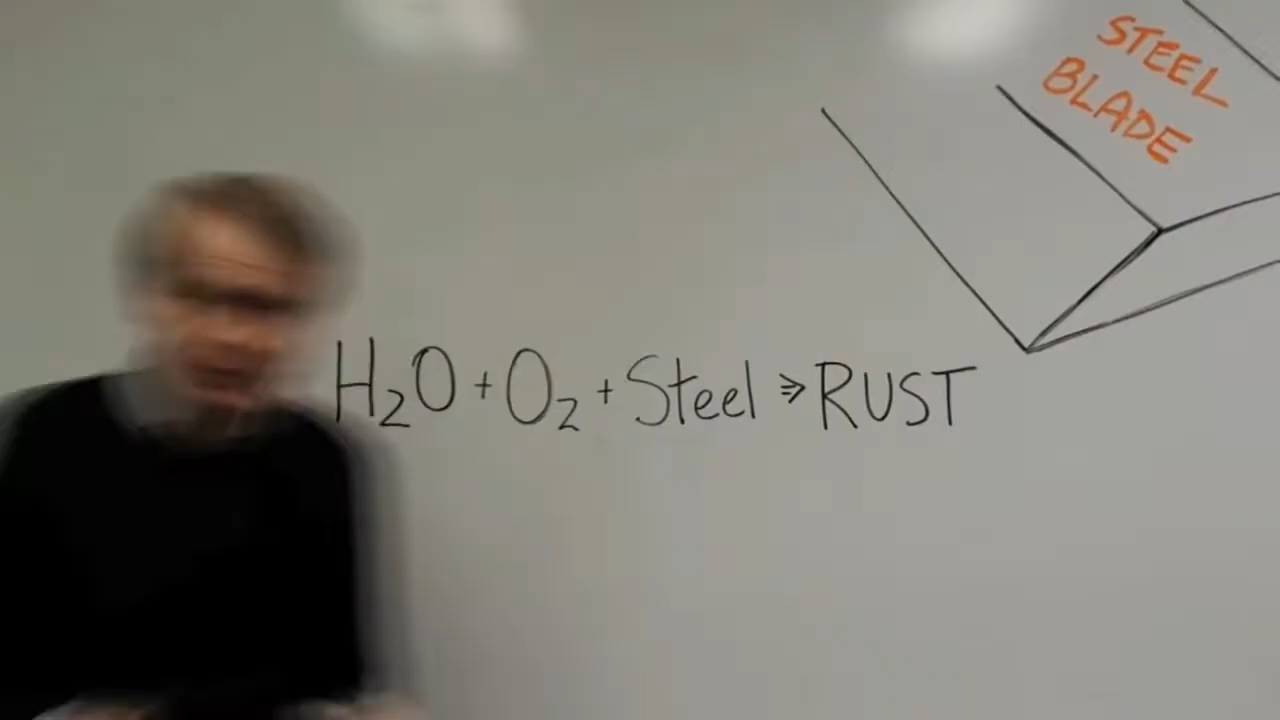 STEEL
BLADE
H₂O + O₂ + Steel ⇛ RUST